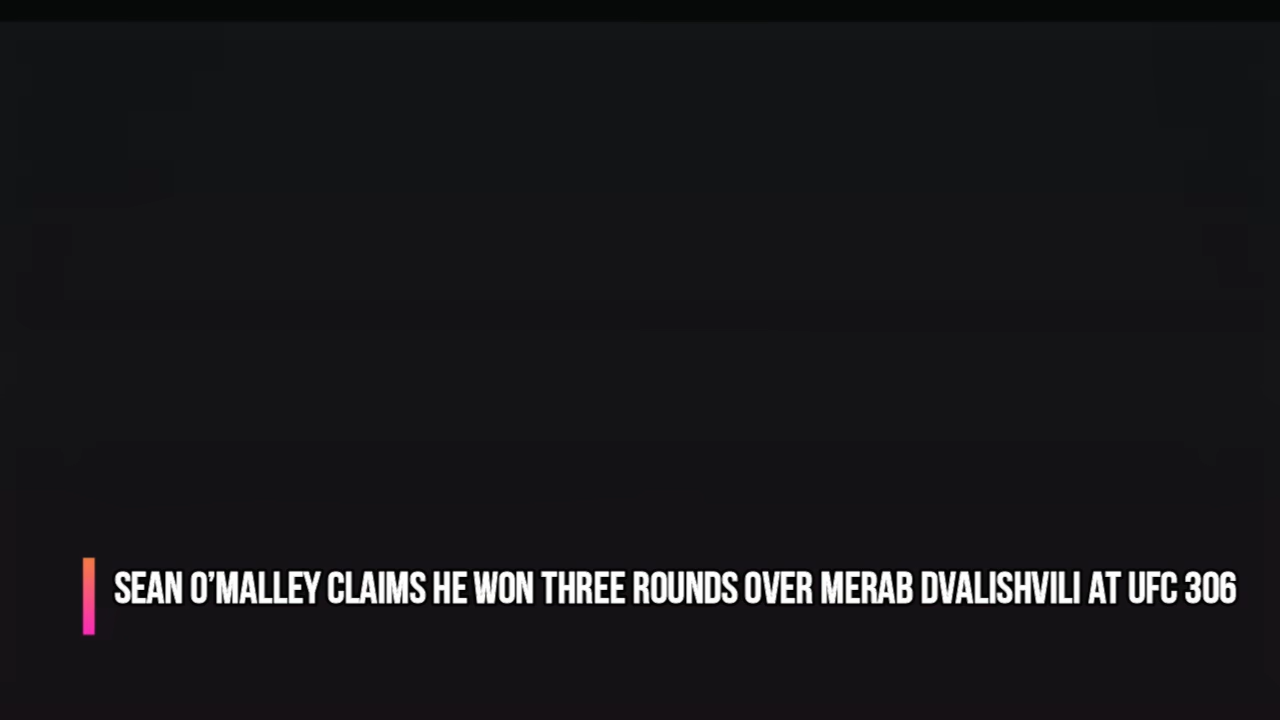 SEAN O’MALLEY CLAIMS HE WON THREE ROUNDS OVER MERAB DVALISHVILI AT UFC 306